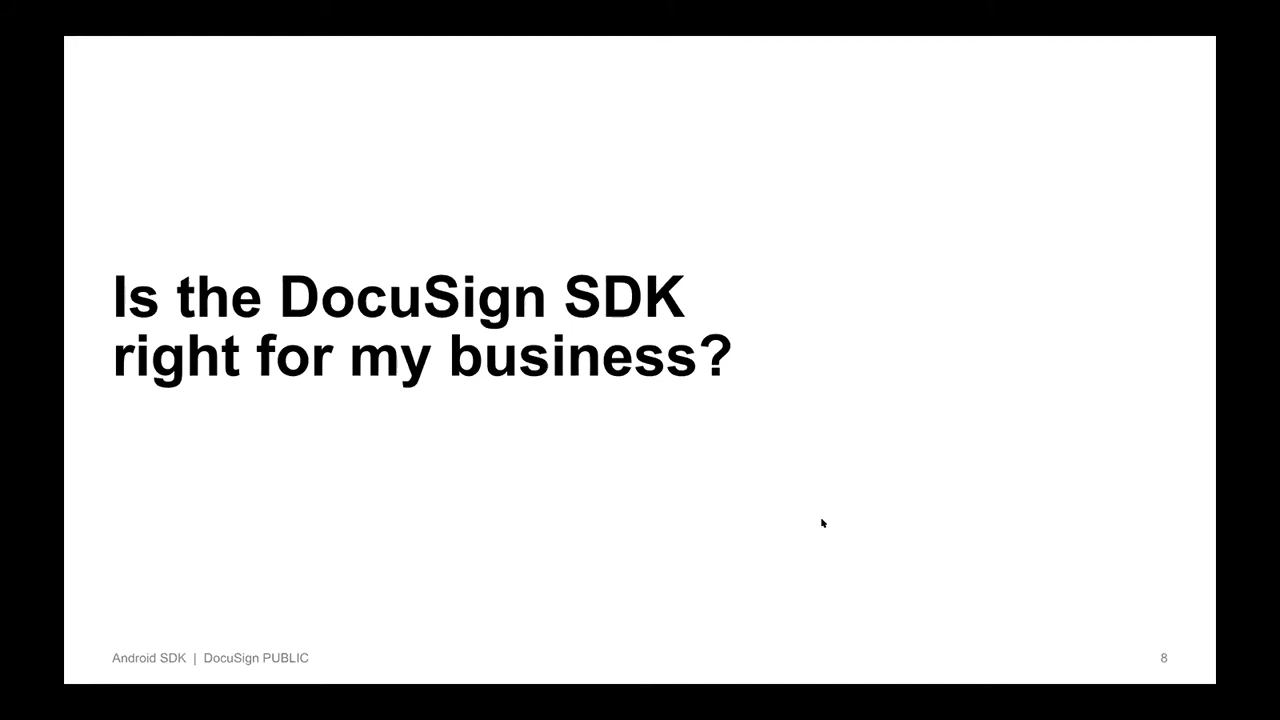 Is the DocuSign SDK
right for my business?
Android SDK | DocuSign PUBLIC
8